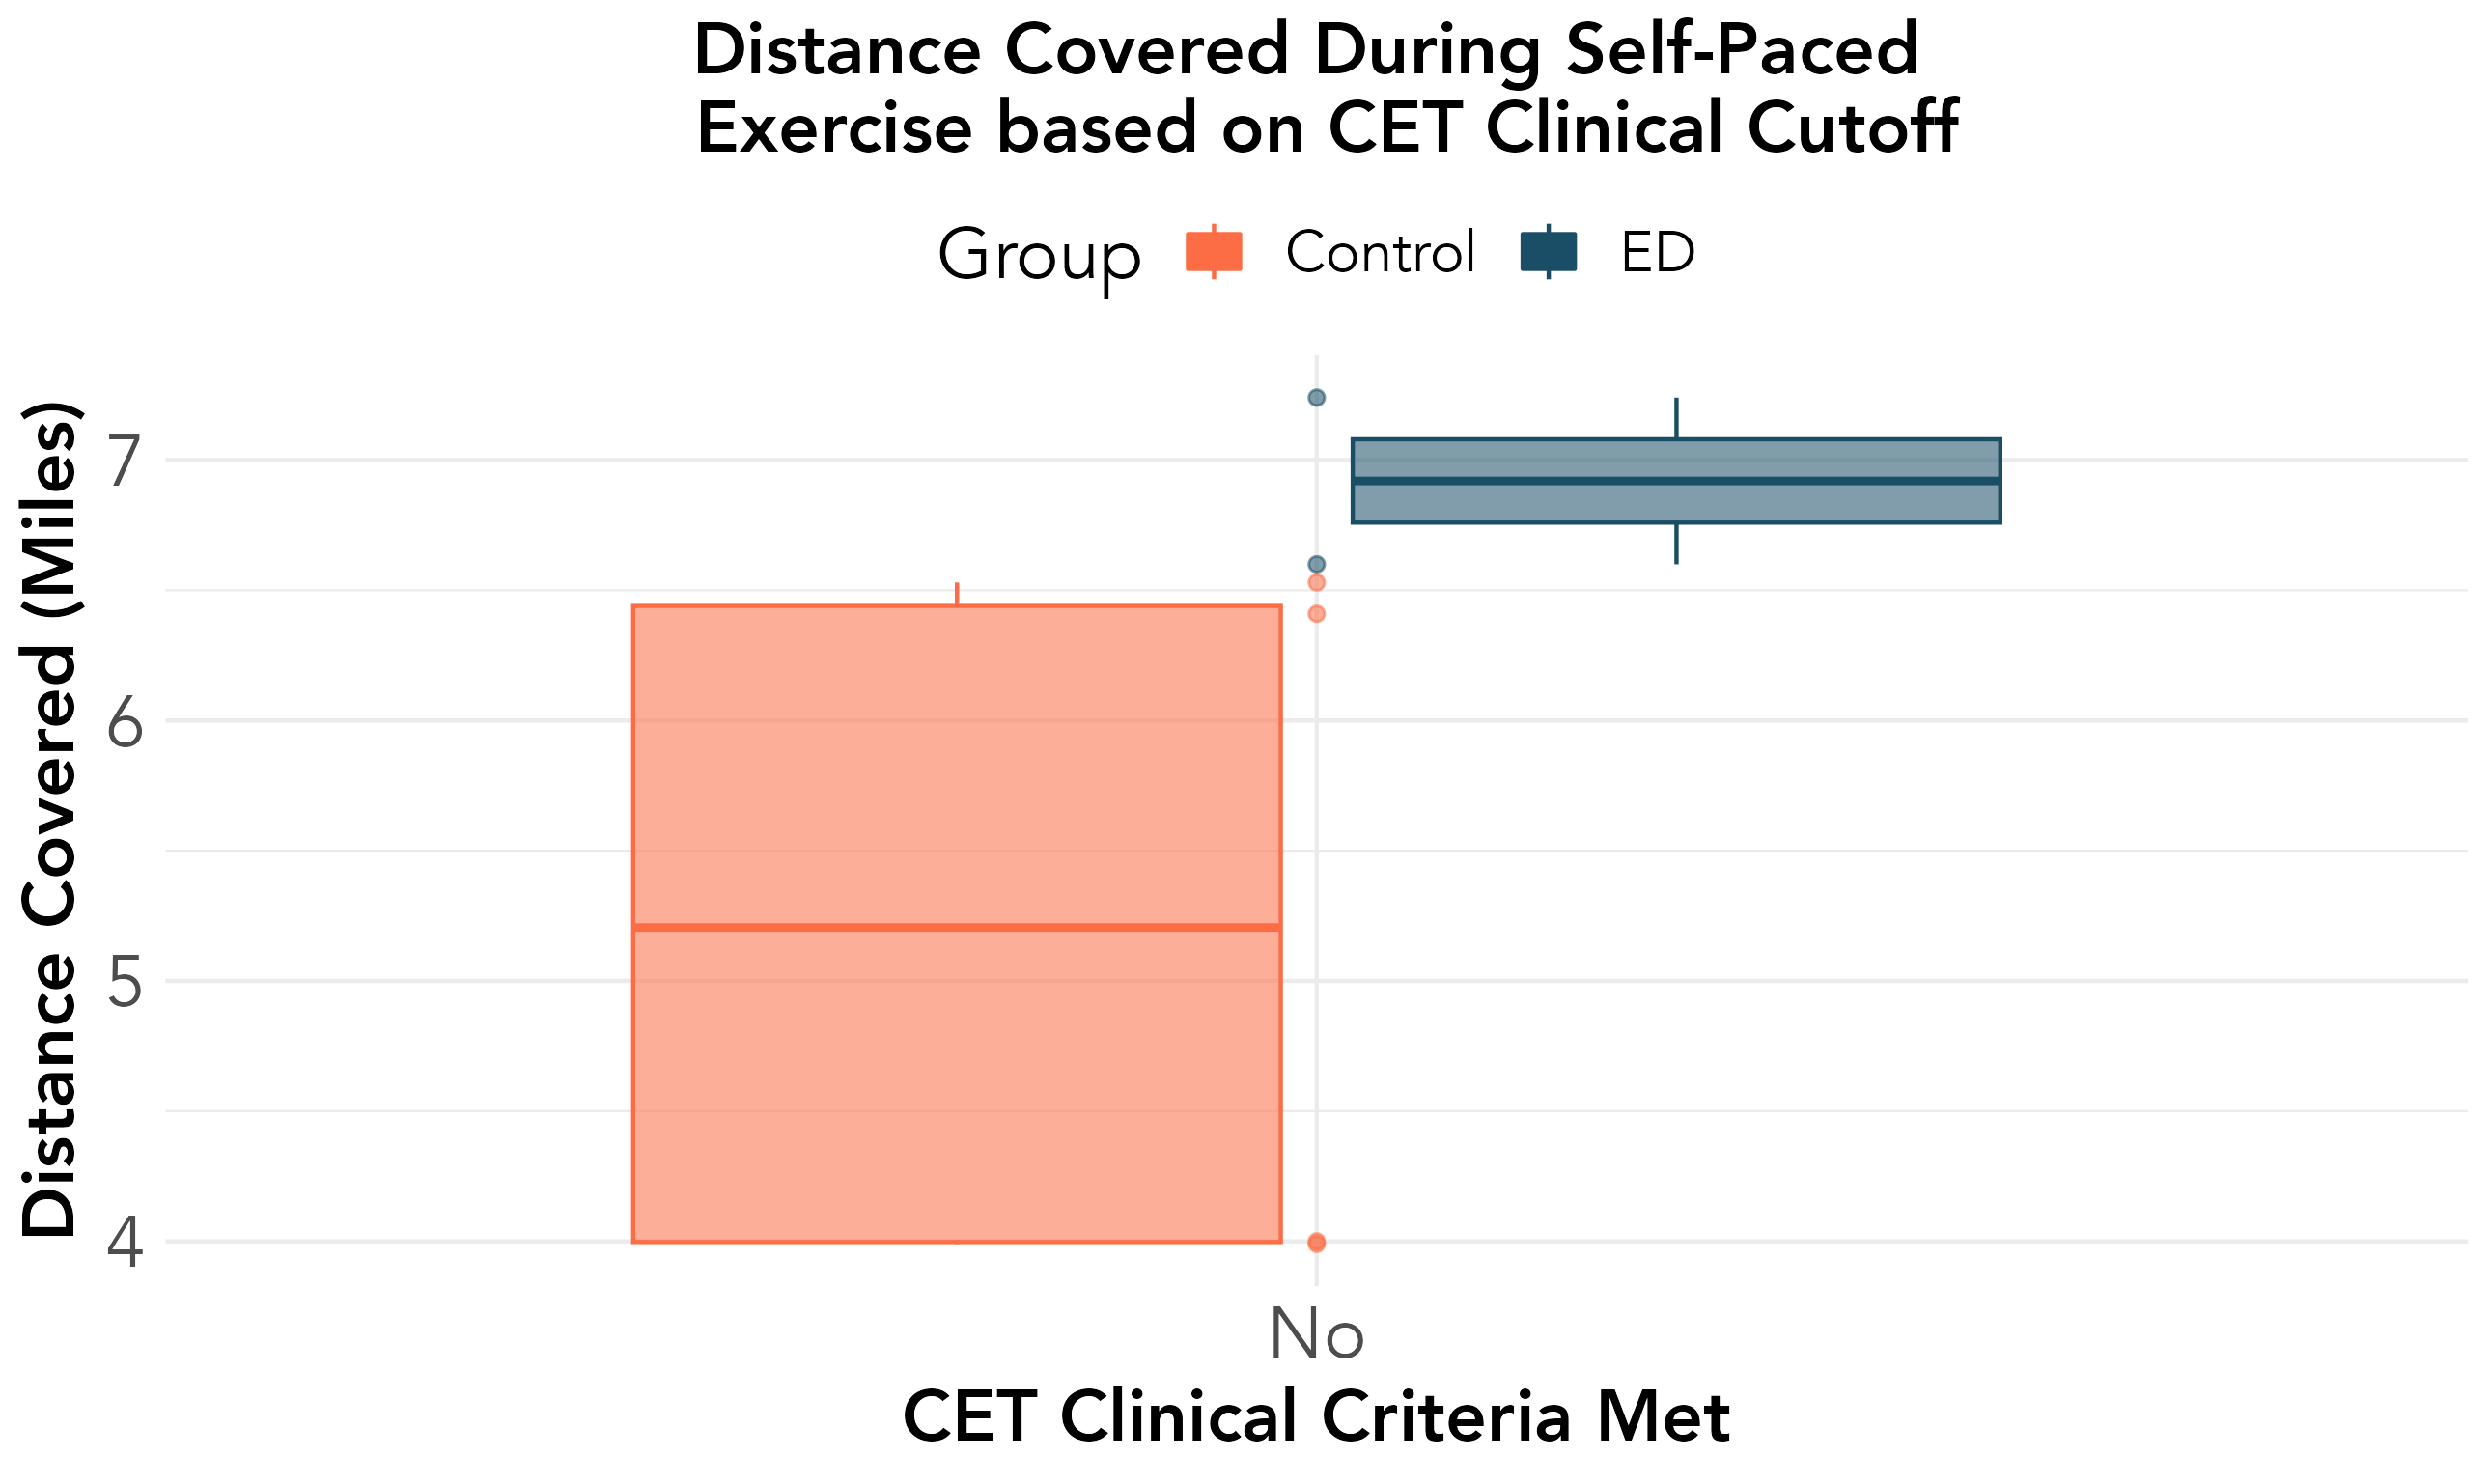 Distance Covered During Self-Paced
Exercise based on CET Clinical Cutoff
Group Control ED
Distance Covered (Miles)
7
6
5
4
No
CET Clinical Criteria Met